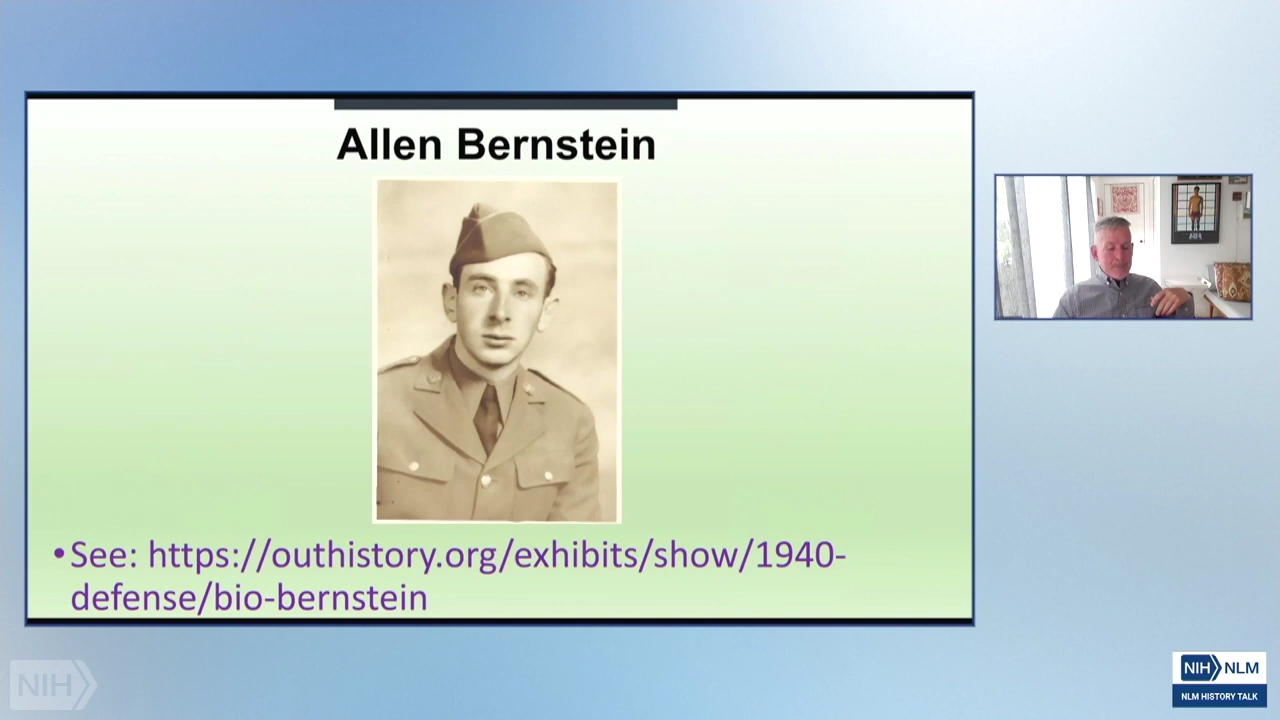 Allen Bernstein
•See: https://outhistory.org/exhibits/show/1940-
defense/bio-bernstein
NIH
NIH NLM
NLM HISTORY TALK